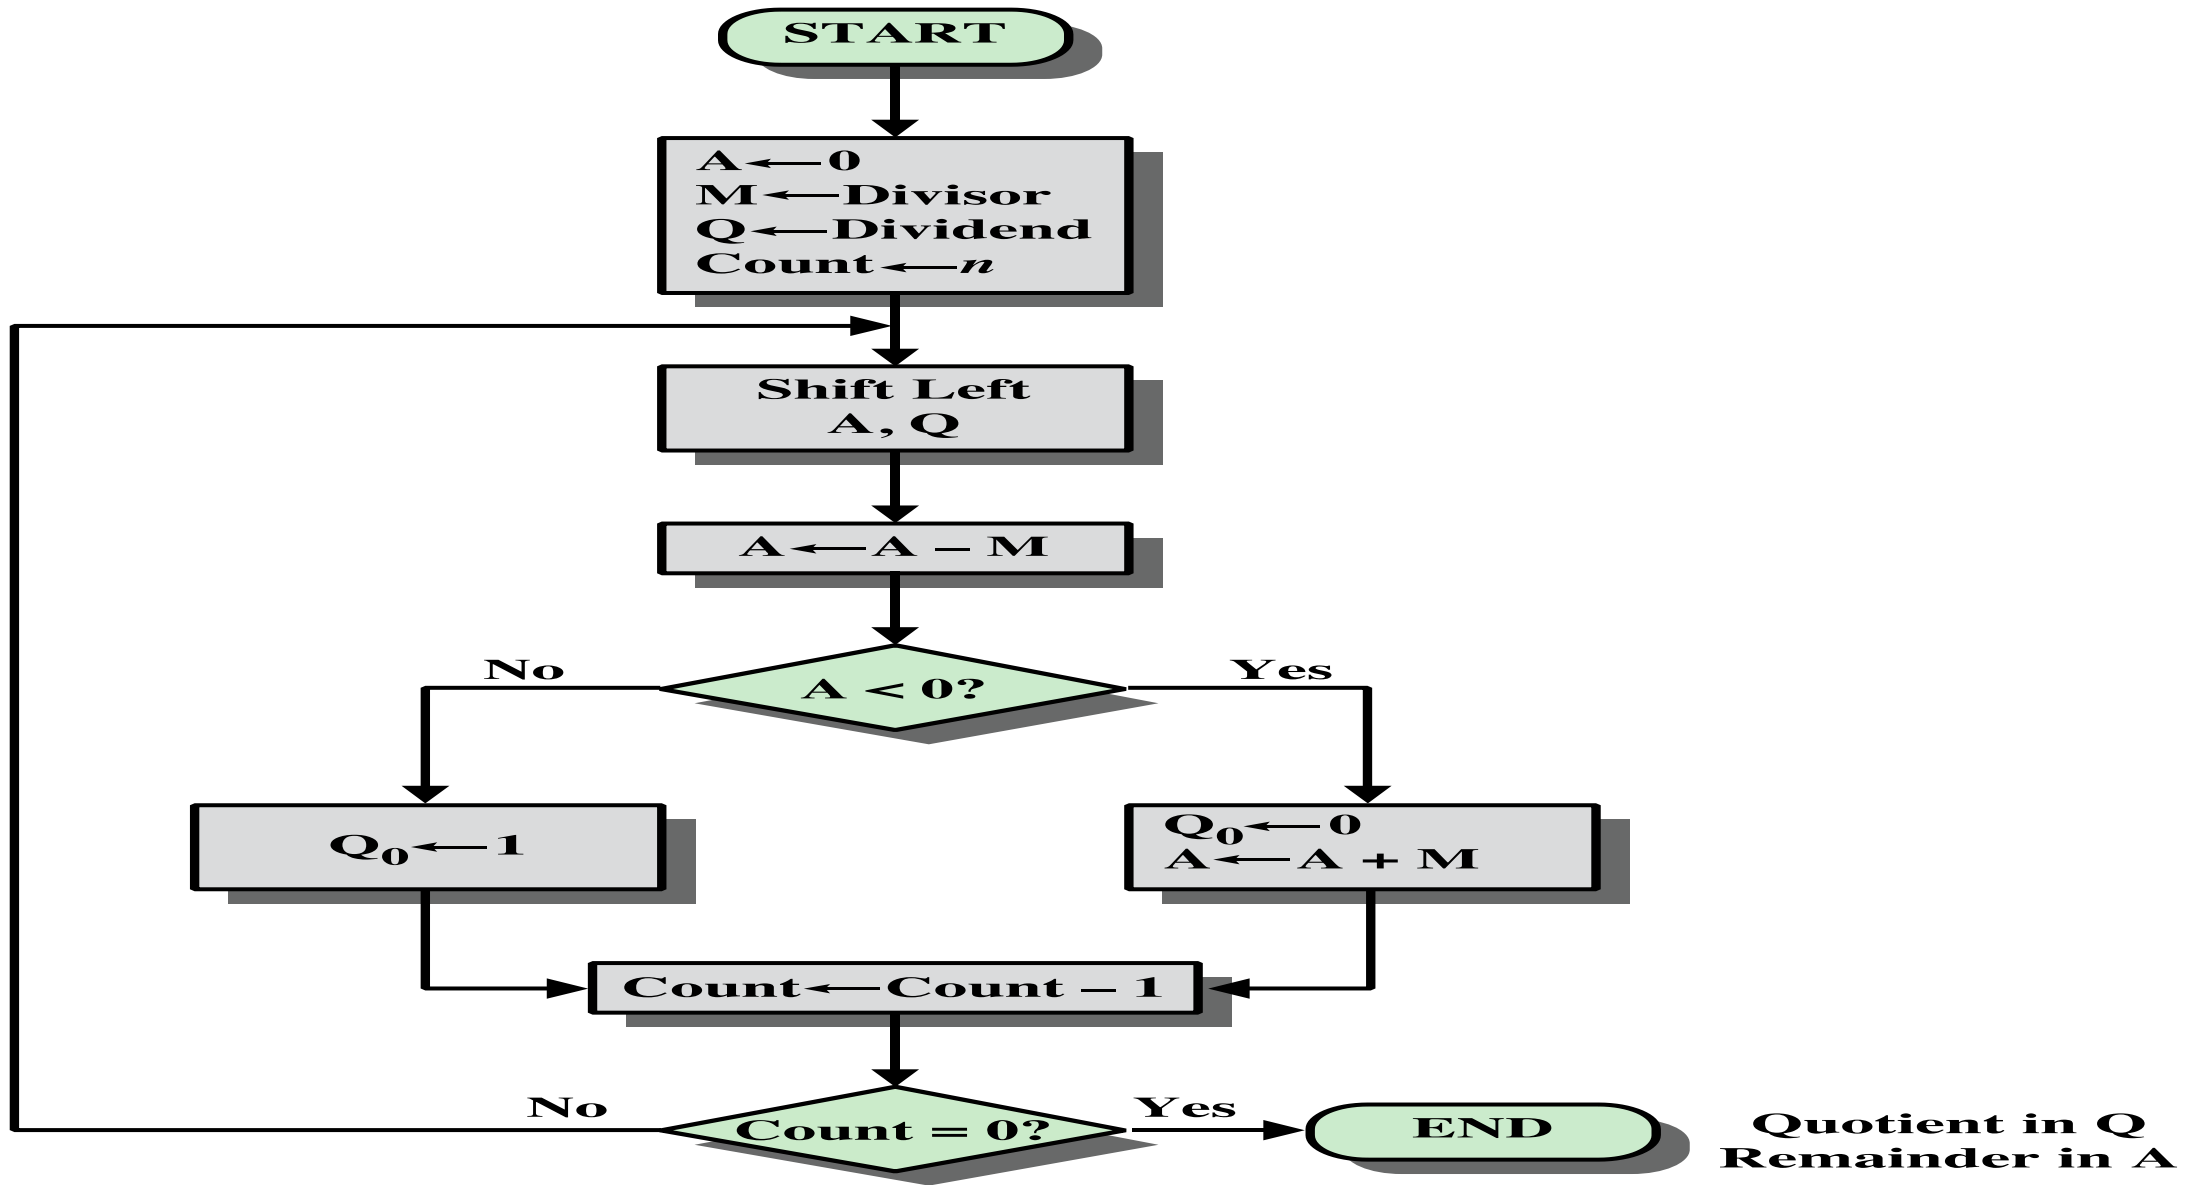 START
A ← 0
M ← Divisor
Q ← Dividend
Count ← n
Shift Left
A, Q
A ← A – M
No
Yes
A < 0?
Q₀ ← 1
Q₀ ← 0
A ← A + M
Count ← Count – 1
No
Yes
Count = 0?
END
Quotient in Q
Remainder in A